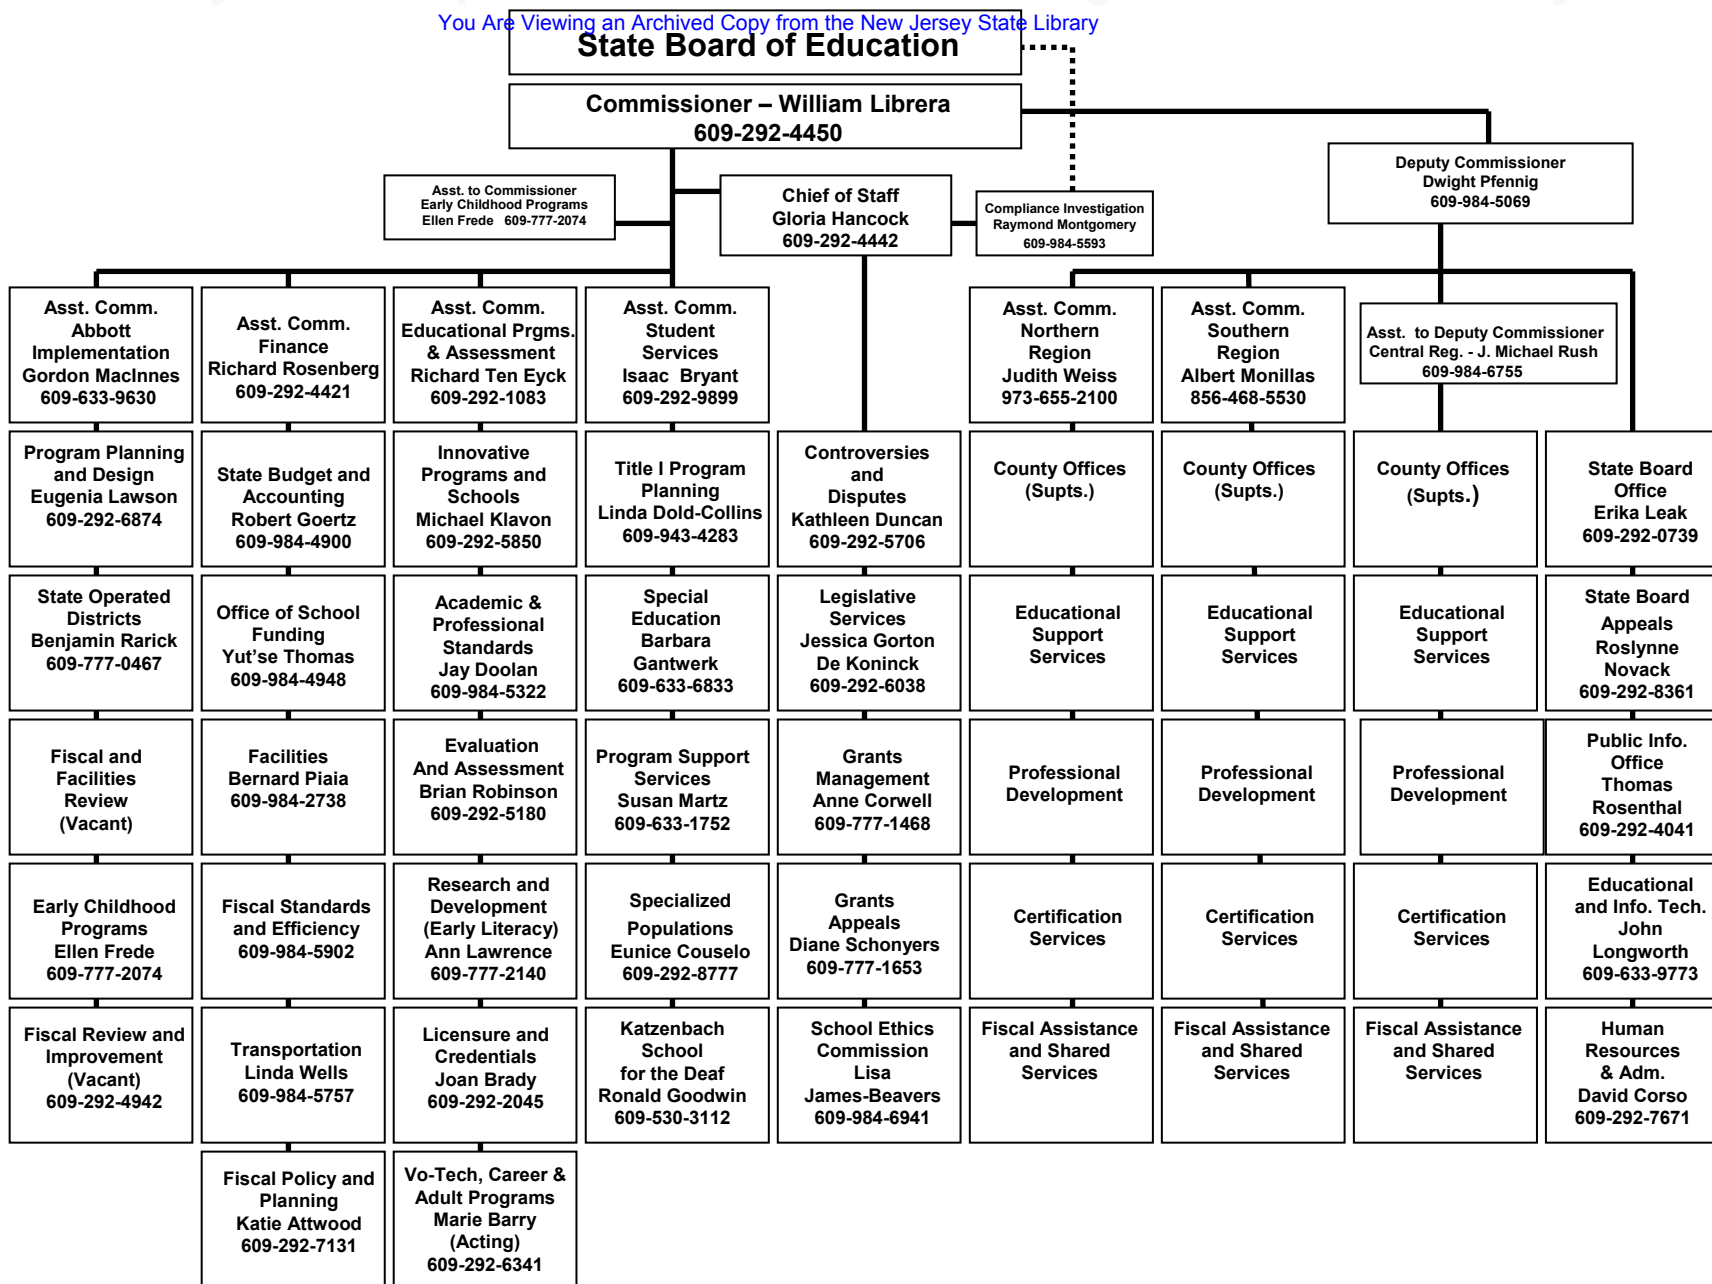 You Are Viewing an Archived Copy from the New Jersey State Library
State Board of Education
Commissioner – William Librera
609-292-4450
Deputy Commissioner
Dwight Pfennig
609-984-5069
Asst. to Commissioner
Early Childhood Programs
Ellen Frede 609-777-2074
Chief of Staff
Gloria Hancock
609-292-4442
Compliance Investigation
Raymond Montgomery
609-984-5593
Asst. Comm.
Abbott
Implementation
Gordon MacInnes
609-633-9630
Asst. Comm.
Finance
Richard Rosenberg
609-292-4421
Asst. Comm.
Educational Prgms.
& Assessment
Richard Ten Eyck
609-292-1083
Asst. Comm.
Student
Services
Isaac Bryant
609-292-9899
Asst. Comm.
Northern
Region
Judith Weiss
973-655-2100
Asst. Comm.
Southern
Region
Albert Monillas
856-468-5530
Asst. to Deputy Commissioner
Central Reg. - J. Michael Rush
609-984-6755
Program Planning
and Design
Eugenia Lawson
609-292-6874
State Budget and
Accounting
Robert Goertz
609-984-4900
Innovative
Programs and
Schools
Michael Klavon
609-292-5850
Title I Program
Planning
Linda Dold-Collins
609-943-4283
Controversies
and
Disputes
Kathleen Duncan
609-292-5706
County Offices
(Supts.)
County Offices
(Supts.)
County Offices
(Supts.)
State Board
Office
Erika Leak
609-292-0739
State Operated
Districts
Benjamin Rarick
609-777-0467
Office of School
Funding
Yut'se Thomas
609-984-4948
Academic &
Professional
Standards
Jay Doolan
609-984-5322
Special
Education
Barbara
Gantwerk
609-633-6833
Legislative
Services
Jessica Gorton
De Koninck
609-292-6038
Educational
Support
Services
Educational
Support
Services
Educational
Support
Services
State Board
Appeals
Roslynne
Novack
609-292-8361
Fiscal and
Facilities
Review
(Vacant)
Facilities
Bernard Piaia
609-984-2738
Evaluation
And Assessment
Brian Robinson
609-292-5180
Program Support
Services
Susan Martz
609-633-1752
Grants
Management
Anne Corwell
609-777-1468
Professional
Development
Professional
Development
Professional
Development
Public Info.
Office
Thomas
Rosenthal
609-292-4041
Early Childhood
Programs
Ellen Frede
609-777-2074
Fiscal Standards
and Efficiency
609-984-5902
Research and
Development
(Early Literacy)
Ann Lawrence
609-777-2140
Specialized
Populations
Eunice Couselo
609-292-8777
Grants
Appeals
Diane Schonyers
609-777-1653
Certification
Services
Certification
Services
Certification
Services
Educational
and Info. Tech.
John
Longworth
609-633-9773
Fiscal Review and
Improvement
(Vacant)
609-292-4942
Transportation
Linda Wells
609-984-5757
Licensure and
Credentials
Joan Brady
609-292-2045
Katzenbach
School
for the Deaf
Ronald Goodwin
609-530-3112
School Ethics
Commission
Lisa
James-Beavers
609-984-6941
Fiscal Assistance
and Shared
Services
Fiscal Assistance
and Shared
Services
Fiscal Assistance
and Shared
Services
Human
Resources
& Adm.
David Corso
609-292-7671
Fiscal Policy and
Planning
Katie Attwood
609-292-7131
Vo-Tech, Career &
Adult Programs
Marie Barry
(Acting)
609-292-6341